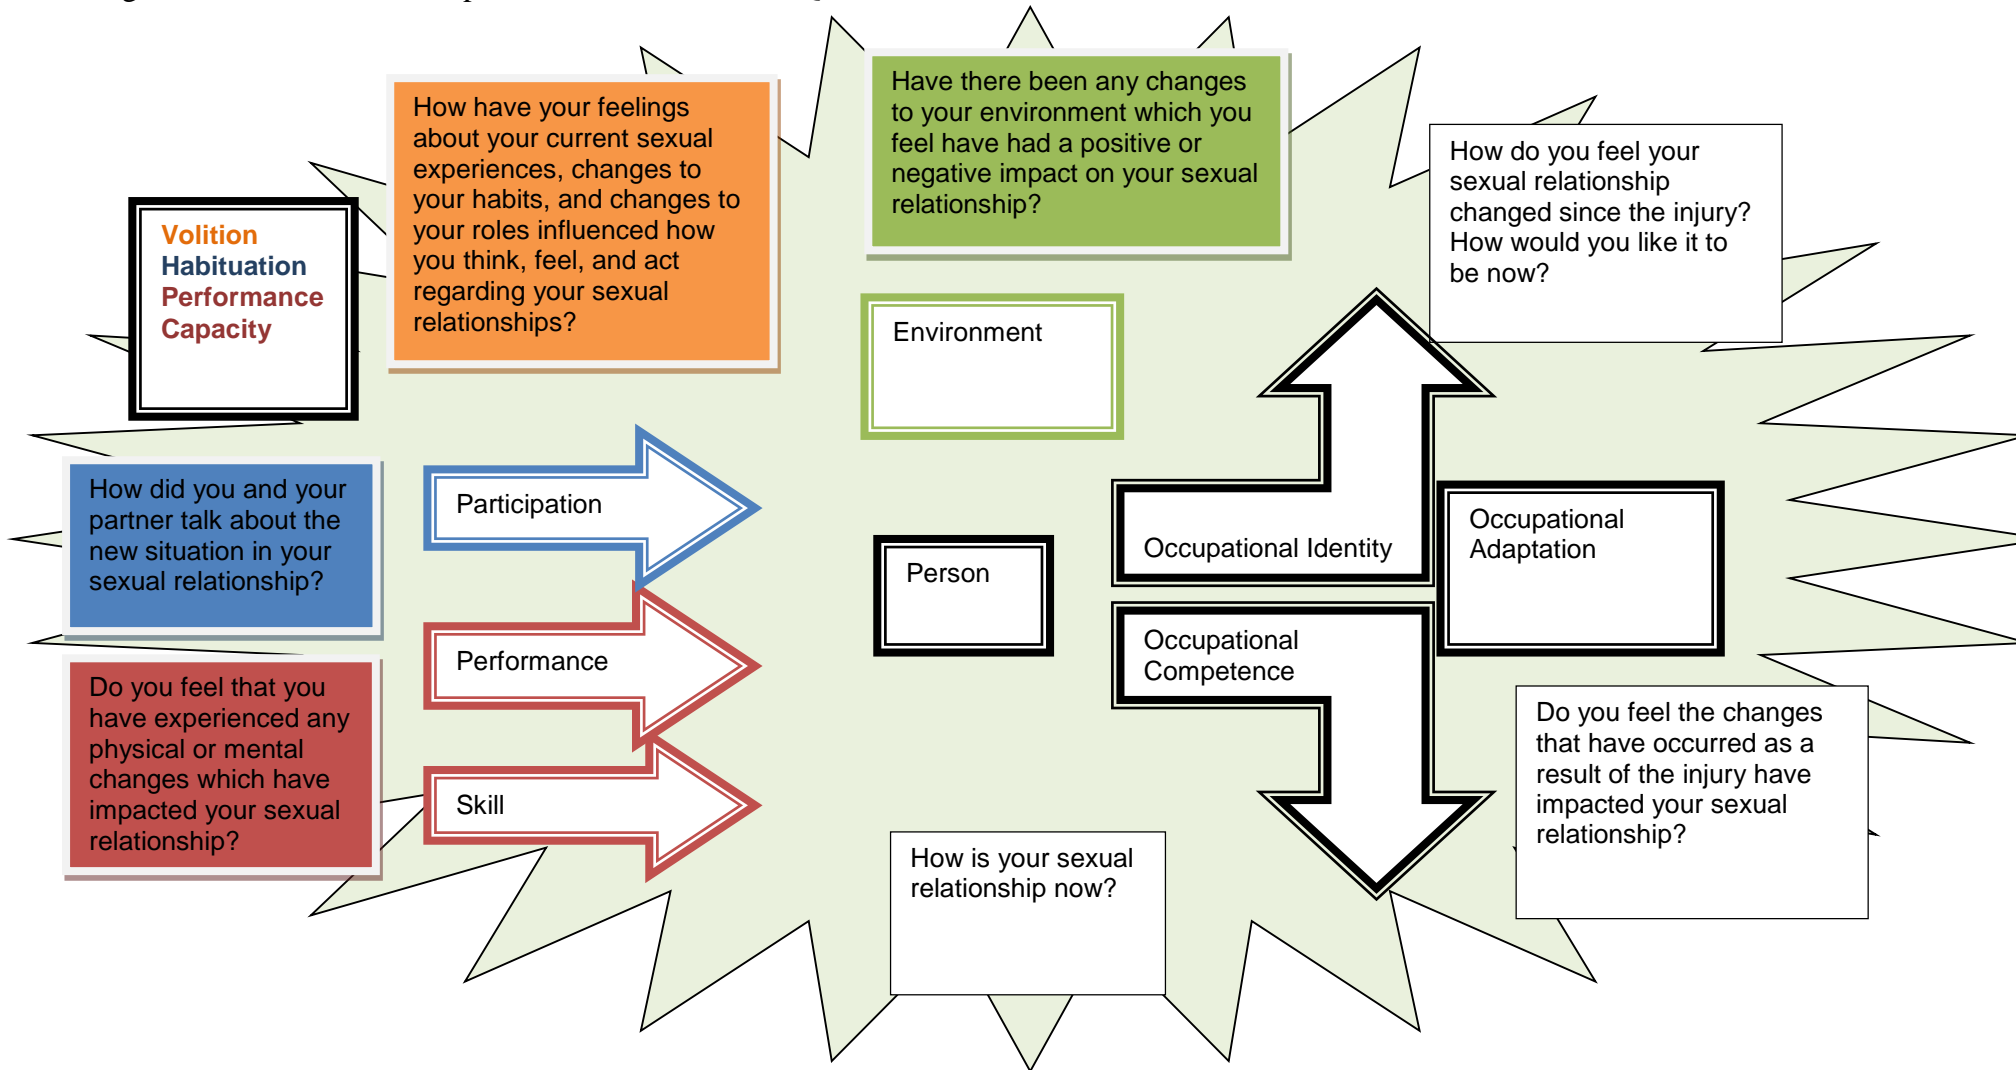 How have your feelings
about your current sexual
experiences, changes to
your habits, and changes to
your roles influenced how
you think, feel, and act
regarding your sexual
relationships?
Have there been any changes
to your environment which you
feel have had a positive or
negative impact on your sexual
relationship?
How do you feel your
sexual relationship
changed since the injury?
How would you like it to
be now?
Volition
Habituation
Performance
Capacity
Environment
How did you and your
partner talk about the
new situation in your
sexual relationship?
Participation
Person
Occupational Identity
Occupational
Adaptation
Do you feel that you
have experienced any
physical or mental
changes which have
impacted your sexual
relationship?
Performance
Skill
Occupational
Competence
How is your sexual
relationship now?
Do you feel the changes
that have occurred as a
result of the injury have
impacted your sexual
relationship?